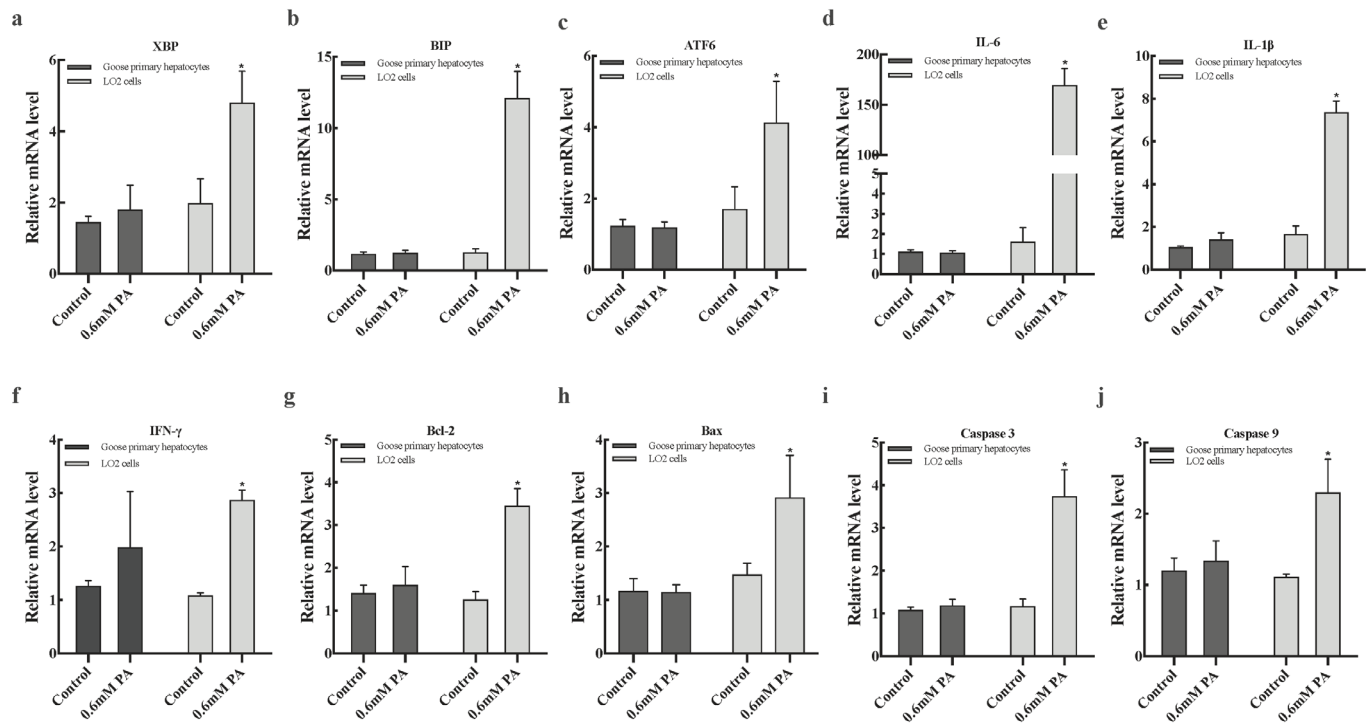 a
XBP
Goose primary hepatocytes
LO2 cells
Relative mRNA level
6
4
2
0
Control
0.6mM PA
Control
0.6mM PA
b
BIP
Goose primary hepatocytes
LO2 cells
Relative mRNA level
15
10
5
0
Control
0.6mM PA
Control
0.6mM PA
c
ATF6
Goose primary hepatocytes
LO2 cells
Relative mRNA level
6
4
2
0
Control
0.6mM PA
Control
0.6mM PA
d
IL-6
Goose primary hepatocytes
LO2 cells
Relative mRNA level
200
150
100
5
4
3
2
1
0
Control
0.6mM PA
Control
0.6mM PA
e
IL-1β
Goose primary hepatocytes
LO2 cells
Relative mRNA level
10
8
6
4
2
0
Control
0.6mM PA
Control
0.6mM PA
f
IFN-γ
Goose primary hepatocytes
LO2 cells
Relative mRNA level
4
3
2
1
0
Control
0.6mM PA
Control
0.6mM PA
g
Bcl-2
Goose primary hepatocytes
LO2 cells
Relative mRNA level
5
4
3
2
1
0
Control
0.6mM PA
Control
0.6mM PA
h
Bax
Goose primary hepatocytes
LO2 cells
Relative mRNA level
4
3
2
1
0
Control
0.6mM PA
Control
0.6mM PA
i
Caspase 3
Goose primary hepatocytes
LO2 cells
Relative mRNA level
5
4
3
2
1
0
Control
0.6mM PA
Control
0.6mM PA
j
Caspase 9
Goose primary hepatocytes
LO2 cells
Relative mRNA level
3
2
1
0
Control
0.6mM PA
Control
0.6mM PA